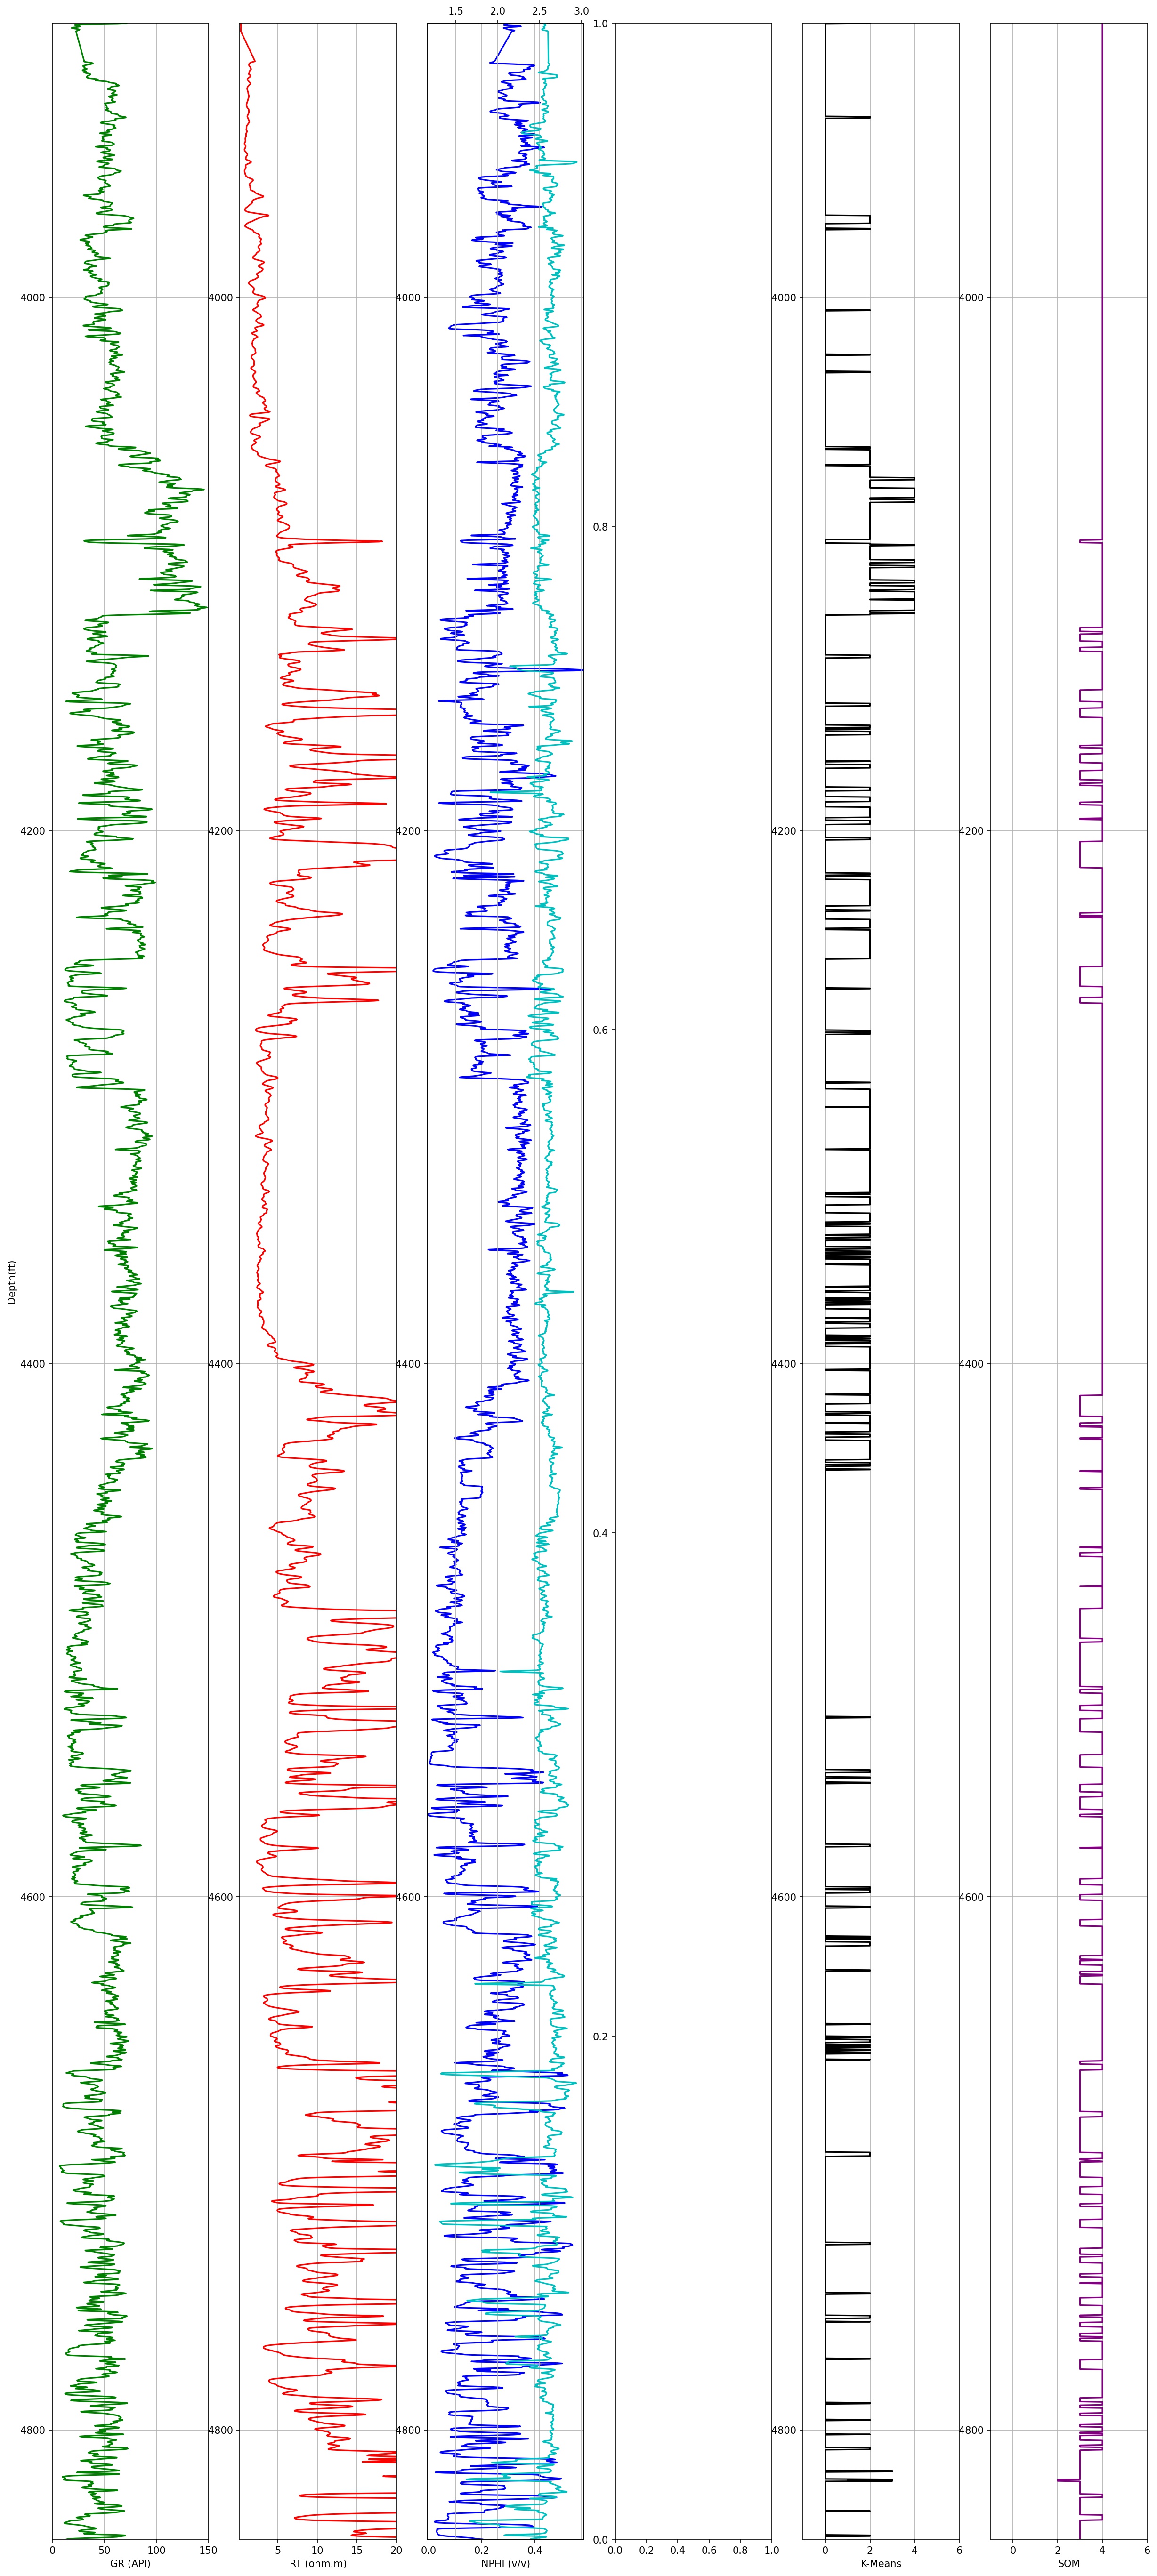 1.5 2.0 2.5 3.0
1.0
4000 4000 4000 4000 4000
0.8
4200 4200 4200 4200 4200
0.6
Depth(ft)
4400 4400 4400 4400 4400
0.4
4600 4600 4600 4600 4600
0.2
4800 4800 4800 4800 4800
0.0
0 50 100 150 5 10 15 20 0.0 0.2 0.4 0.0 0.2 0.4 0.6 0.8 1.0 0 2 4 6 0 2 4 6
GR (API) RT (ohm.m) NPHI (v/v) K-Means SOM